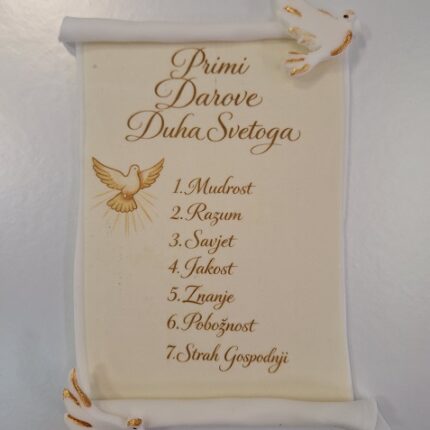 Primi
Darove
Duha Svetoga
1. Mudrost
2. Razum
3. Savjet
4. Jakost
5. Znanje
6. Pobožnost
7. Strah Gospodnji